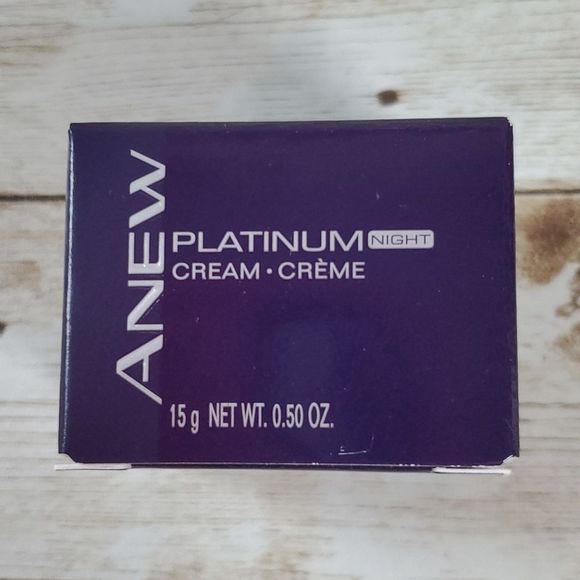 ANEW
PLATINUM NIGHT
CREAM • CRÈME
15 g NET WT. 0.50 OZ.